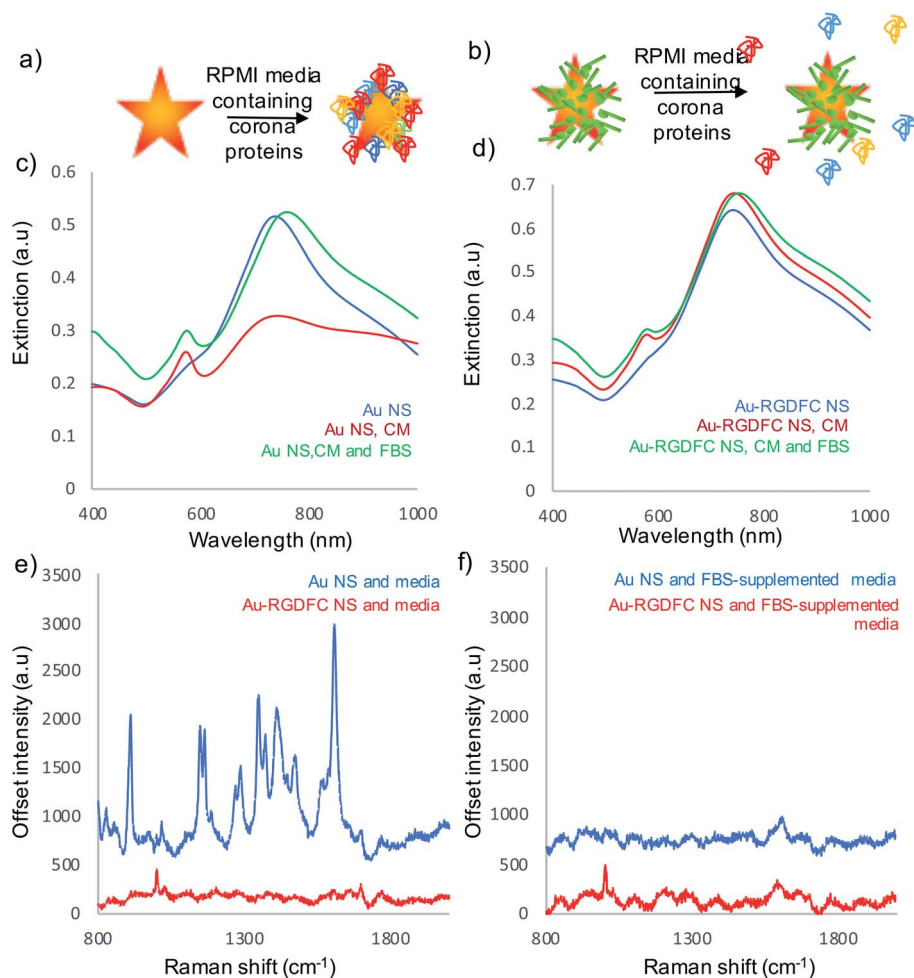 a)
RPMI media
containing
corona
proteins
b)
RPMI media
containing
corona
proteins
c)
0.6
0.5
0.4
0.3
0.2
0.1
0
Extinction (a.u)
Au NS
Au NS, CM
Au NS,CM and FBS
400
600
800
1000
Wavelength (nm)
d)
0.7
0.6
0.5
0.4
0.3
0.2
0.1
0
Extinction (a.u)
Au-RGDFC NS
Au-RGDFC NS, CM
Au-RGDFC NS, CM and FBS
400
600
800
1000
Wavelength (nm)
e)
3500
3000
2500
2000
1500
1000
500
0
Offset intensity (a.u)
Au NS and media
Au-RGDFC NS and media
800
1300
1800
Raman shift (cm-1)
f)
3500
3000
2500
2000
1500
1000
500
0
Offset intensity (a.u)
Au NS and FBS-supplemented media
Au-RGDFC NS and FBS-supplemented
media
800
1300
1800
Raman shift (cm-1)